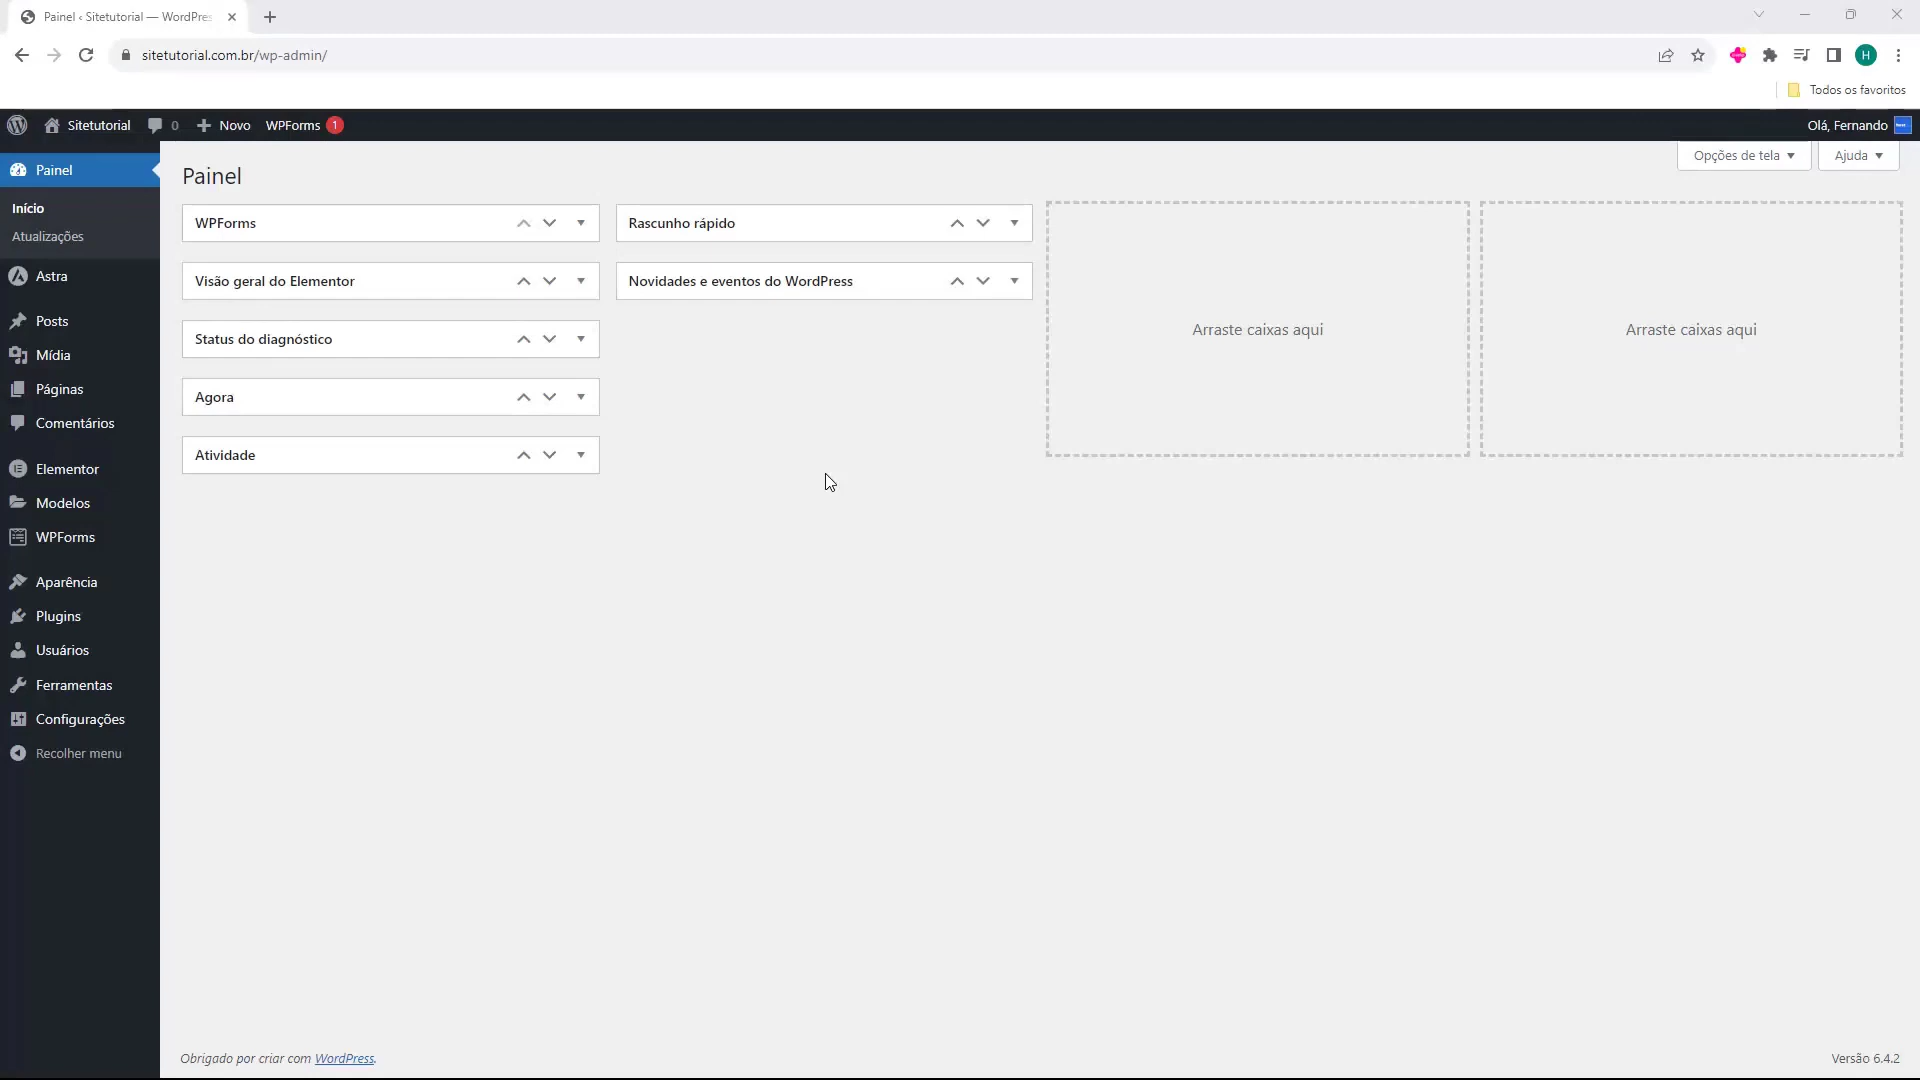 Painel ‹ Sitetutorial — WordPres
sitetutorial.com.br/wp-admin/
H
Todos os favoritos
Sitetutorial 0 Novo WPForms 1
Olá, Fernando
Painel
Início
Atualizações
Astra
Posts
Mídia
Páginas
Comentários
Elementor
Modelos
WPForms
Aparência
Plugins
Usuários
Ferramentas
Configurações
Recolher menu
Opções de tela
Ajuda
Painel
WPForms
Visão geral do Elementor
Status do diagnóstico
Agora
Atividade
Rascunho rápido
Novidades e eventos do WordPress
Arraste caixas aqui
Arraste caixas aqui
Obrigado por criar com WordPress.
Versão 6.4.2